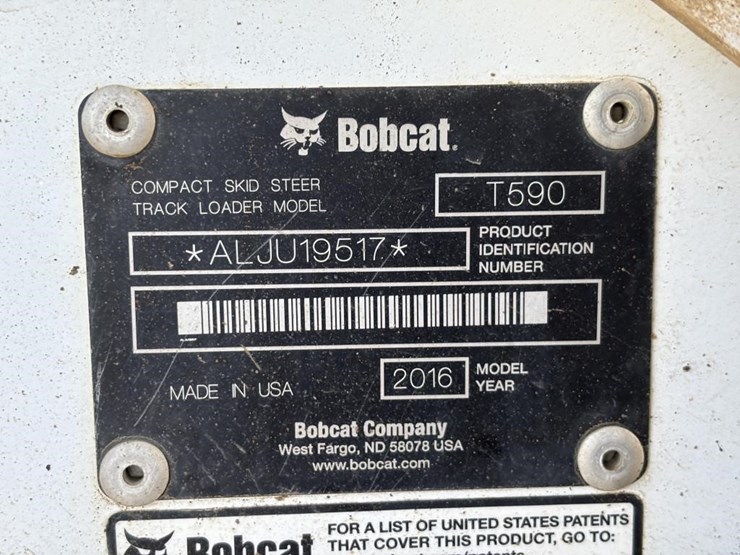 Bobcat.
COMPACT SKID STEER
TRACK LOADER MODEL
T590
*ALJU19517*
PRODUCT
IDENTIFICATION
NUMBER
MADE IN USA
2016
MODEL
YEAR
Bobcat Company
West Fargo, ND 58078 USA
www.bobcat.com
Bobcat
FOR A LIST OF UNITED STATES PATENTS
THAT COVER THIS PRODUCT, GO TO: